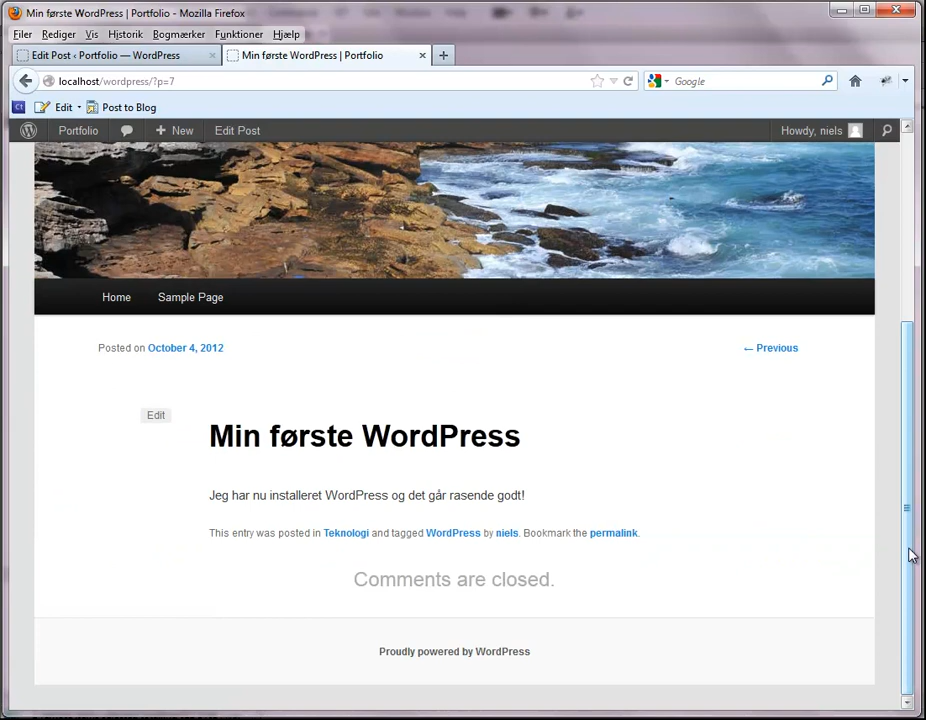 Min første WordPress | Portfolio - Mozilla Firefox
Filer Rediger Vis Historik Bogmærker Funktioner Hjælp
Edit Post ‹ Portfolio — WordPress × Min første WordPress | Portfolio × +
localhost/wordpress/?p=7 Google
Ct Edit Post to Blog
Portfolio + New Edit Post Howdy, niels
Home Sample Page
Posted on October 4, 2012 ← Previous
Edit
Min første WordPress
Jeg har nu installeret WordPress og det går rasende godt!
This entry was posted in Teknologi and tagged WordPress by niels. Bookmark the permalink.
Comments are closed.
Proudly powered by WordPress